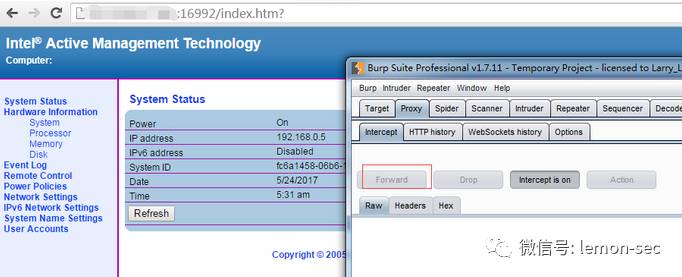 :16992/index.htm?
Intel® Active Management Technology
Computer:
System Status
Hardware Information
System
Processor
Memory
Disk
Event Log
Remote Control
Power Policies
Network Settings
IPv6 Network Settings
System Name Settings
User Accounts
System Status
Power On
IP address 192.168.0.5
IPv6 address Disabled
System ID fc6a1458-06b6-1
Date 5/24/2017
Time 5:31 am
Refresh
Copyright © 2005
Burp Suite Professional v1.7.11 - Temporary Project - licensed to Larry_L
Burp Intruder Repeater Window Help
Target Proxy Spider Scanner Intruder Repeater Sequencer Decode
Intercept HTTP history WebSockets history Options
Forward Drop Intercept is on Action
Raw Headers Hex
微信号: lemon-sec